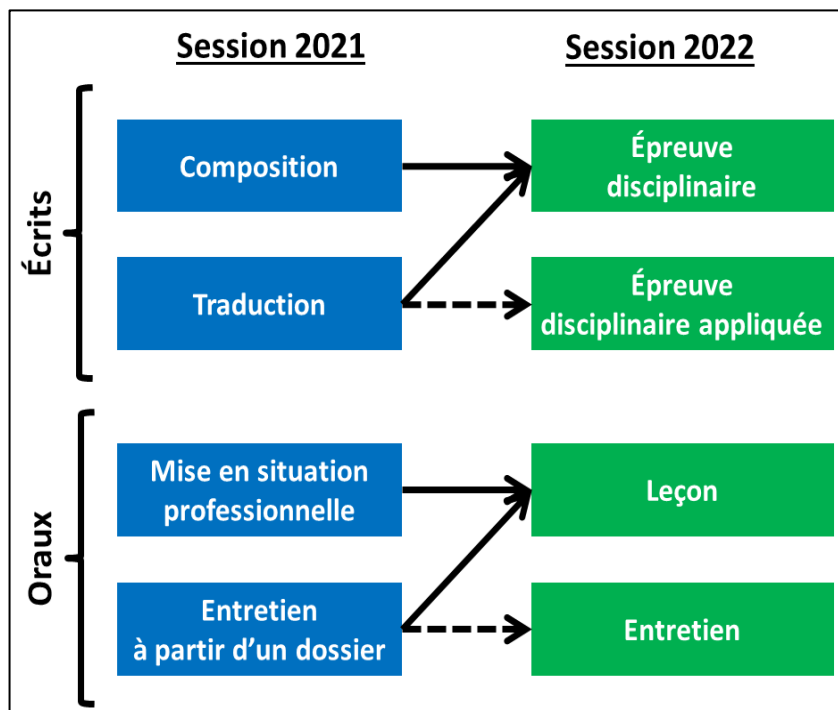 Session 2021
Session 2022
Écrits
Composition
Épreuve
disciplinaire
Traduction
Épreuve
disciplinaire appliquée
Oraux
Mise en situation
professionnelle
Leçon
Entretien
à partir d’un dossier
Entretien